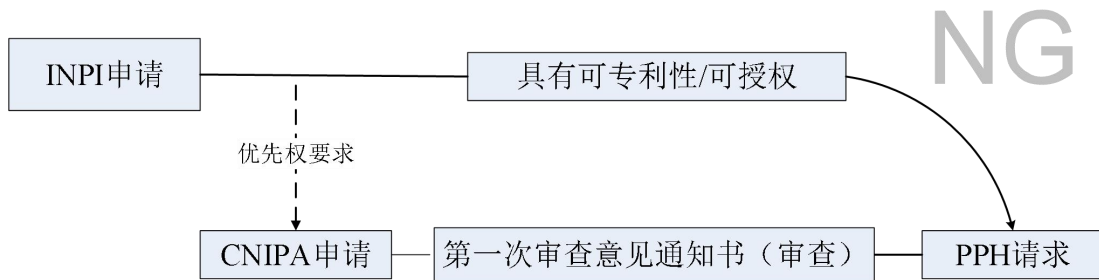 NG
INPI申请
具有可专利性/可授权
优先权要求
CNIPA申请
第一次审查意见通知书（审查）
PPH请求